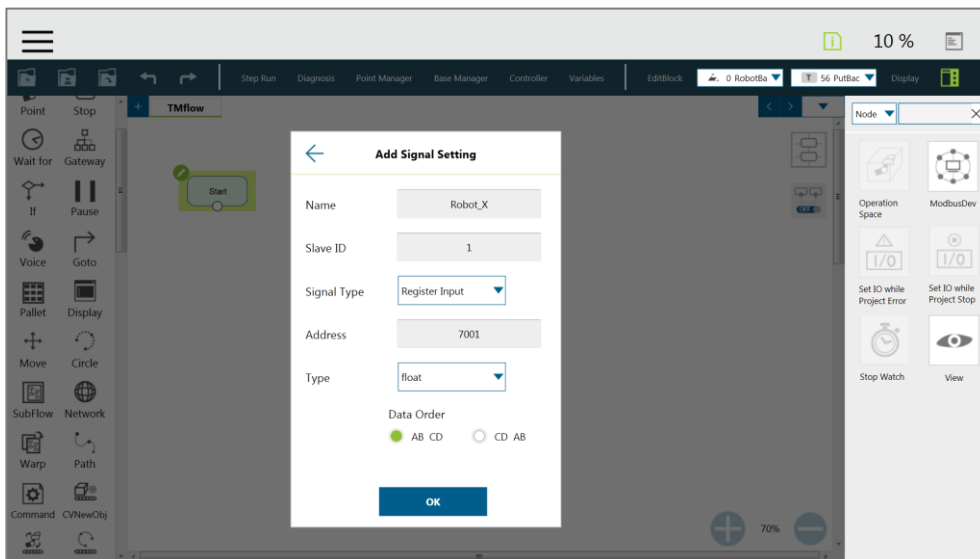 10 %
Step Run Diagnosis Point Manager Base Manager Controller Variables EditBlock 0 RobotBa T 56 PutBac Display
Point Stop
Wait for Gateway
If Pause
Voice Goto
Pallet Display
Move Circle
SubFlow Network
Warp Path
Command CVNewObj
+ TMflow
Start
OFF
70%
Add Signal Setting
Name Robot_X
Slave ID 1
Signal Type Register Input
Address 7001
Type float
Data Order
AB CD CD AB
OK
Node
Operation Space
ModbusDev
I/O I/O
Set IO while Project Error
Set IO while Project Stop
Stop Watch View